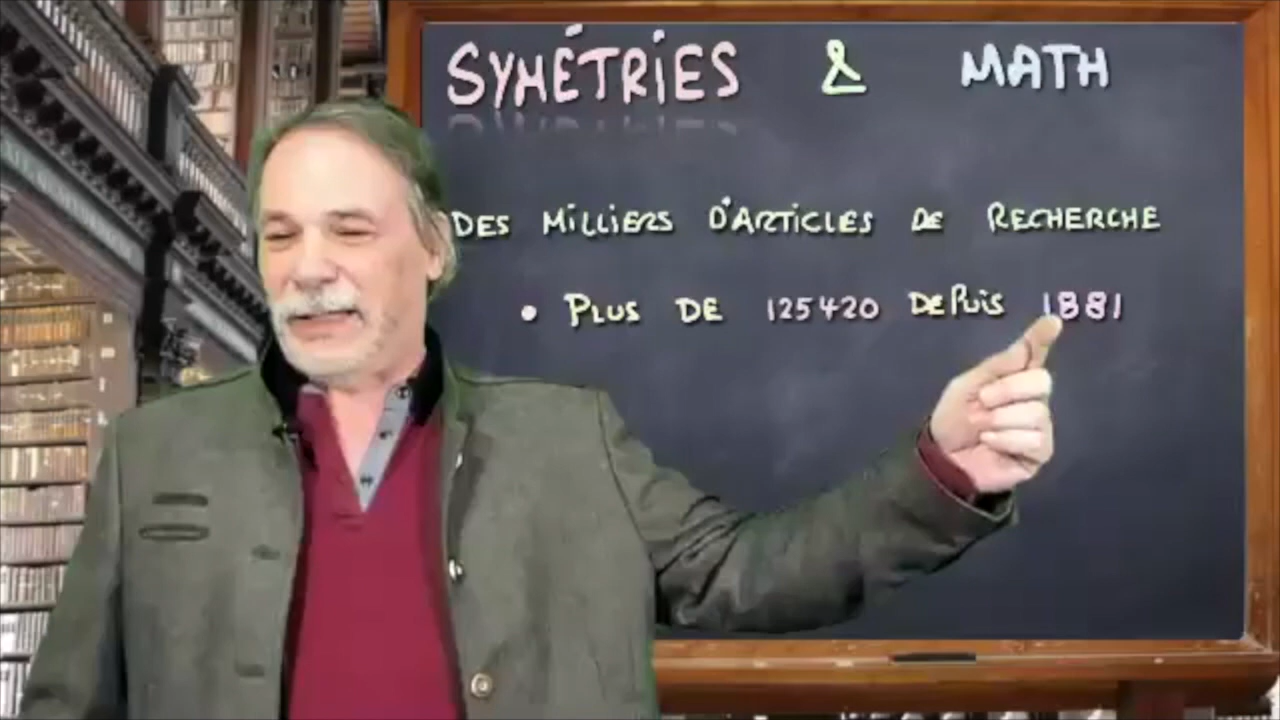 SYMÉTRIES & MATH
DES MILLIERS D'ARTICLES DE RECHERCHE
• PLUS DE 125420 DEPUIS 1881